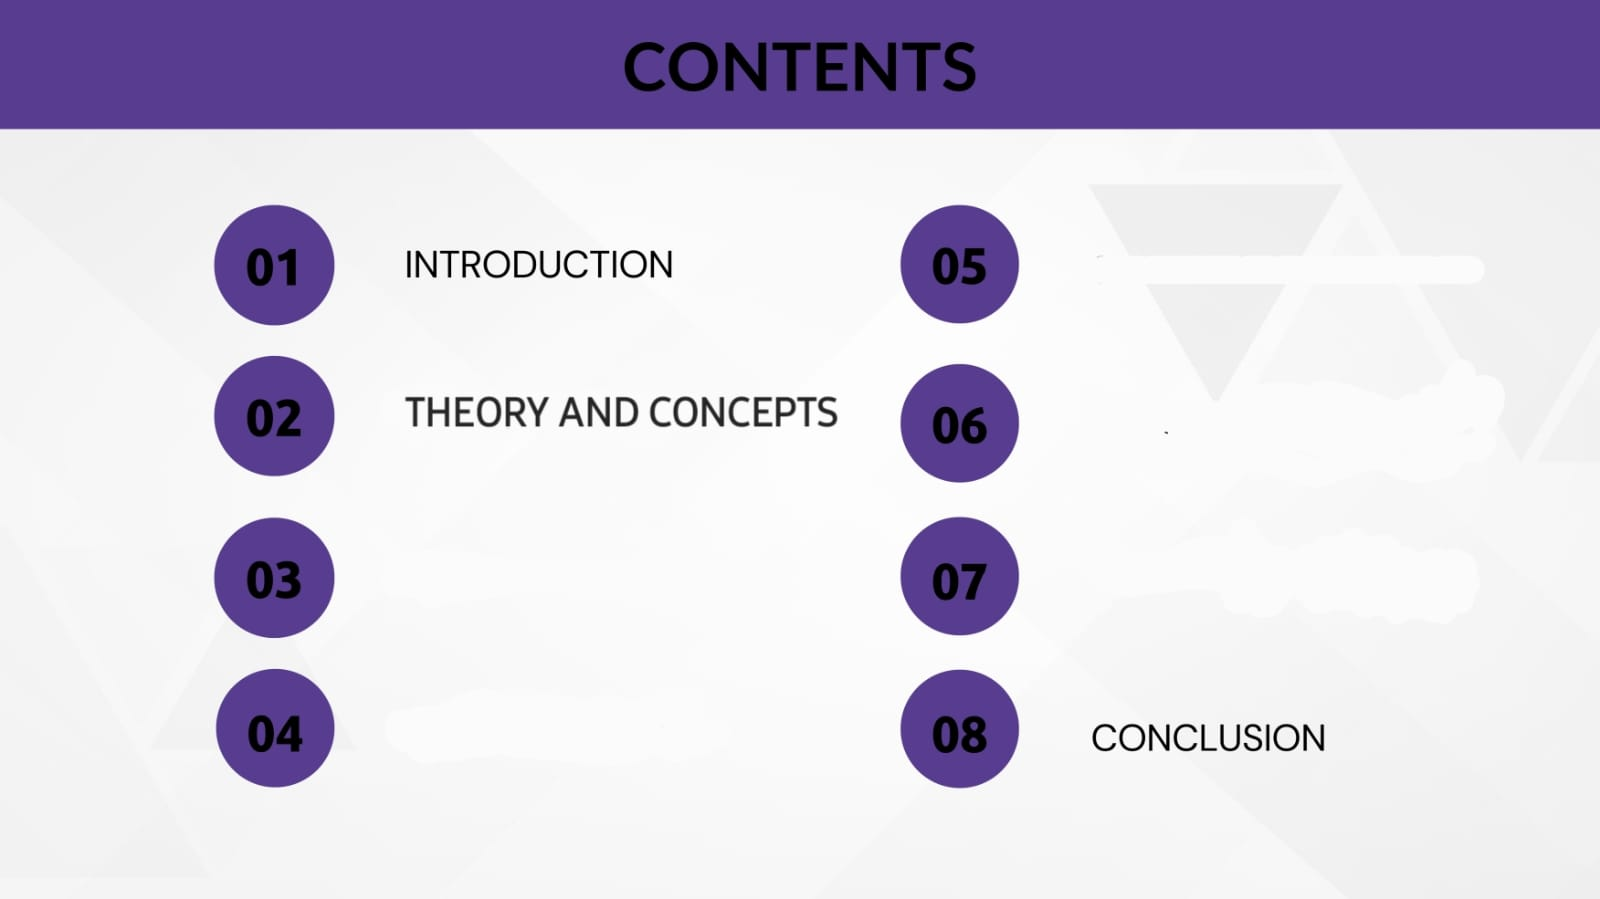 CONTENTS
01 INTRODUCTION
02 THEORY AND CONCEPTS
03
04
05
06
07
08 CONCLUSION